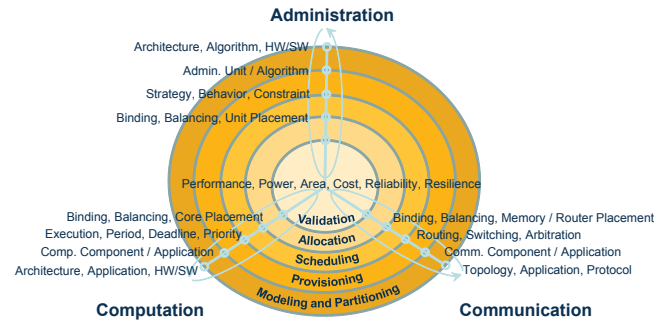 Administration
Architecture, Algorithm, HW/SW
Admin. Unit / Algorithm
Strategy, Behavior, Constraint
Binding, Balancing, Unit Placement
Performance, Power, Area, Cost, Reliability, Resilience
Binding, Balancing, Core Placement
Execution, Period, Deadline, Priority
Comp. Component / Application
Architecture, Application, HW/SW
Validation
Allocation
Scheduling
Provisioning
Modeling and Partitioning
Binding, Balancing, Memory / Router Placement
Routing, Switching, Arbitration
Comm. Component / Application
Topology, Application, Protocol
Computation
Communication